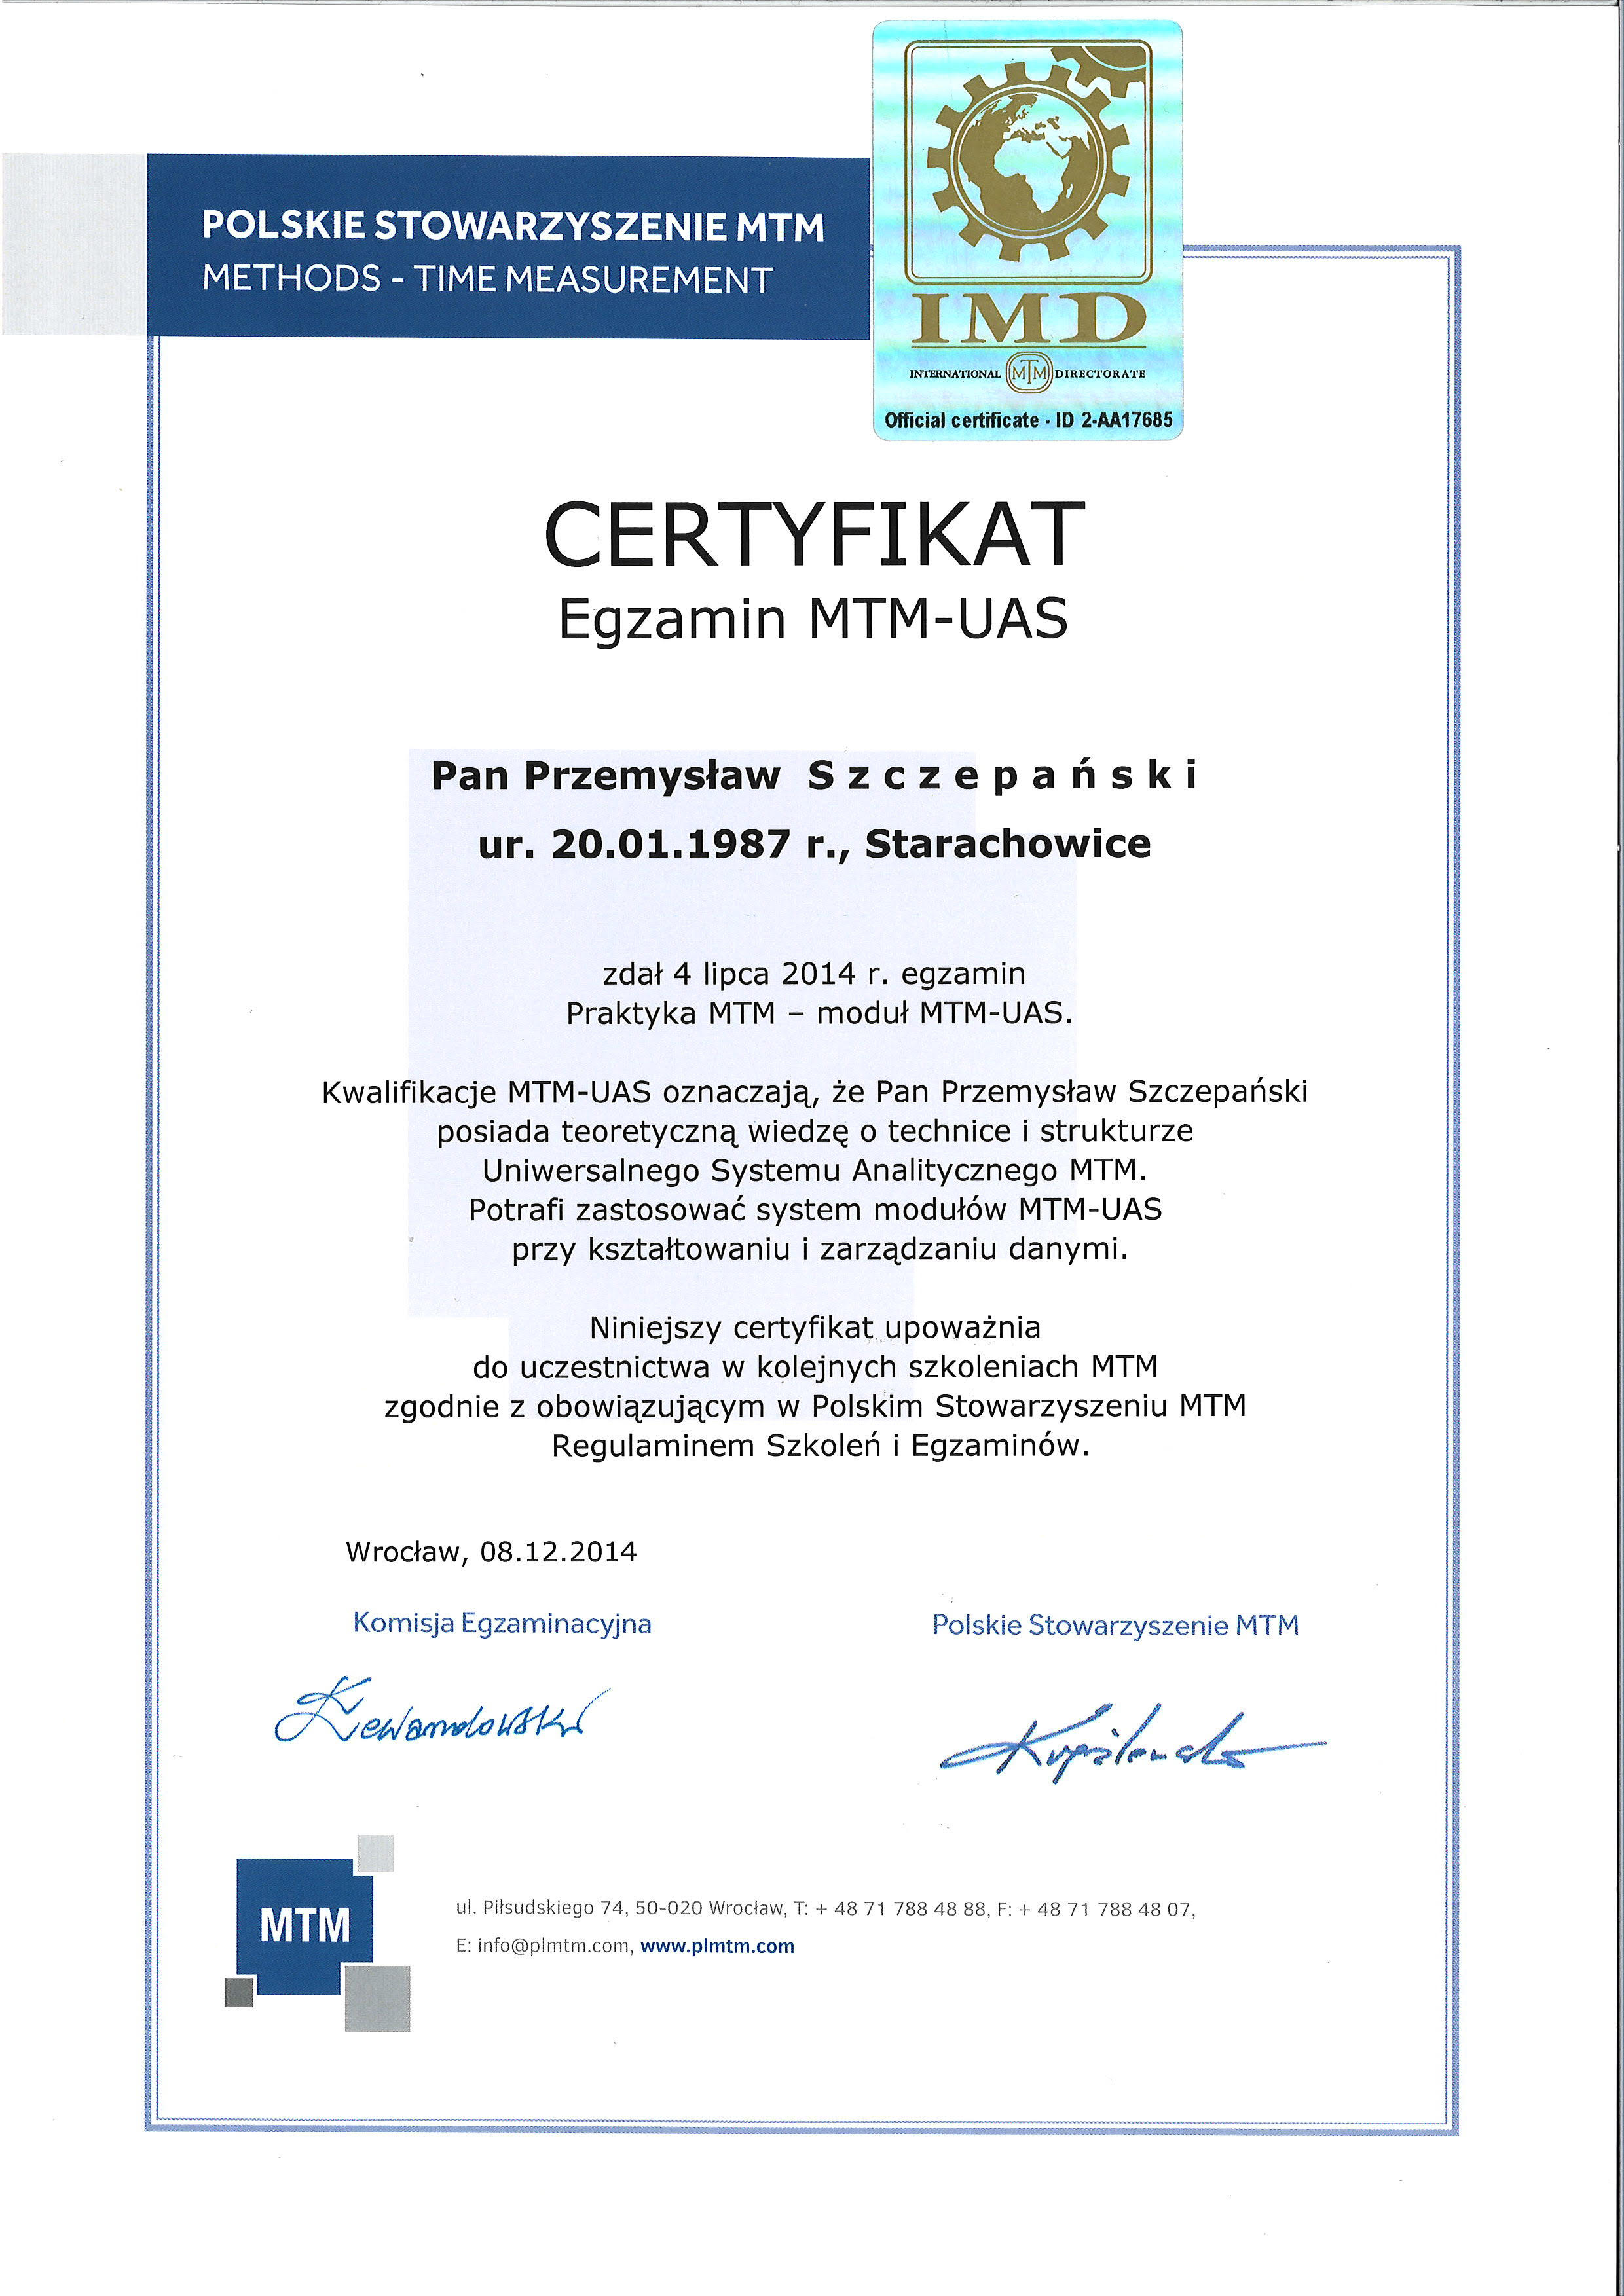 POLSKIE STOWARZYSZENIE MTM
METHODS - TIME MEASUREMENT
IMD
INTERNATIONAL MTM DIRECTORATE
Official certificate - ID 2-AA17685
CERTYFIKAT
Egzamin MTM-UAS
Pan Przemysław S z c z e p a ń s k i
ur. 20.01.1987 r., Starachowice
zdał 4 lipca 2014 r. egzamin
Praktyka MTM – moduł MTM-UAS.
Kwalifikacje MTM-UAS oznaczają, że Pan Przemysław Szczepański
posiada teoretyczną wiedzę o technice i strukturze
Uniwersalnego Systemu Analitycznego MTM.
Potrafi zastosować system modułów MTM-UAS
przy kształtowaniu i zarządzaniu danymi.
Niniejszy certyfikat upoważnia
do uczestnictwa w kolejnych szkoleniach MTM
zgodnie z obowiązującym w Polskim Stowarzyszeniu MTM
Regulaminem Szkoleń i Egzaminów.
Wrocław, 08.12.2014
Komisja Egzaminacyjna
Polskie Stowarzyszenie MTM
Lewandowski
MTM
ul. Piłsudskiego 74, 50-020 Wrocław, T: + 48 71 788 48 88, F: + 48 71 788 48 07,
E: info@plmtm.com, www.plmtm.com